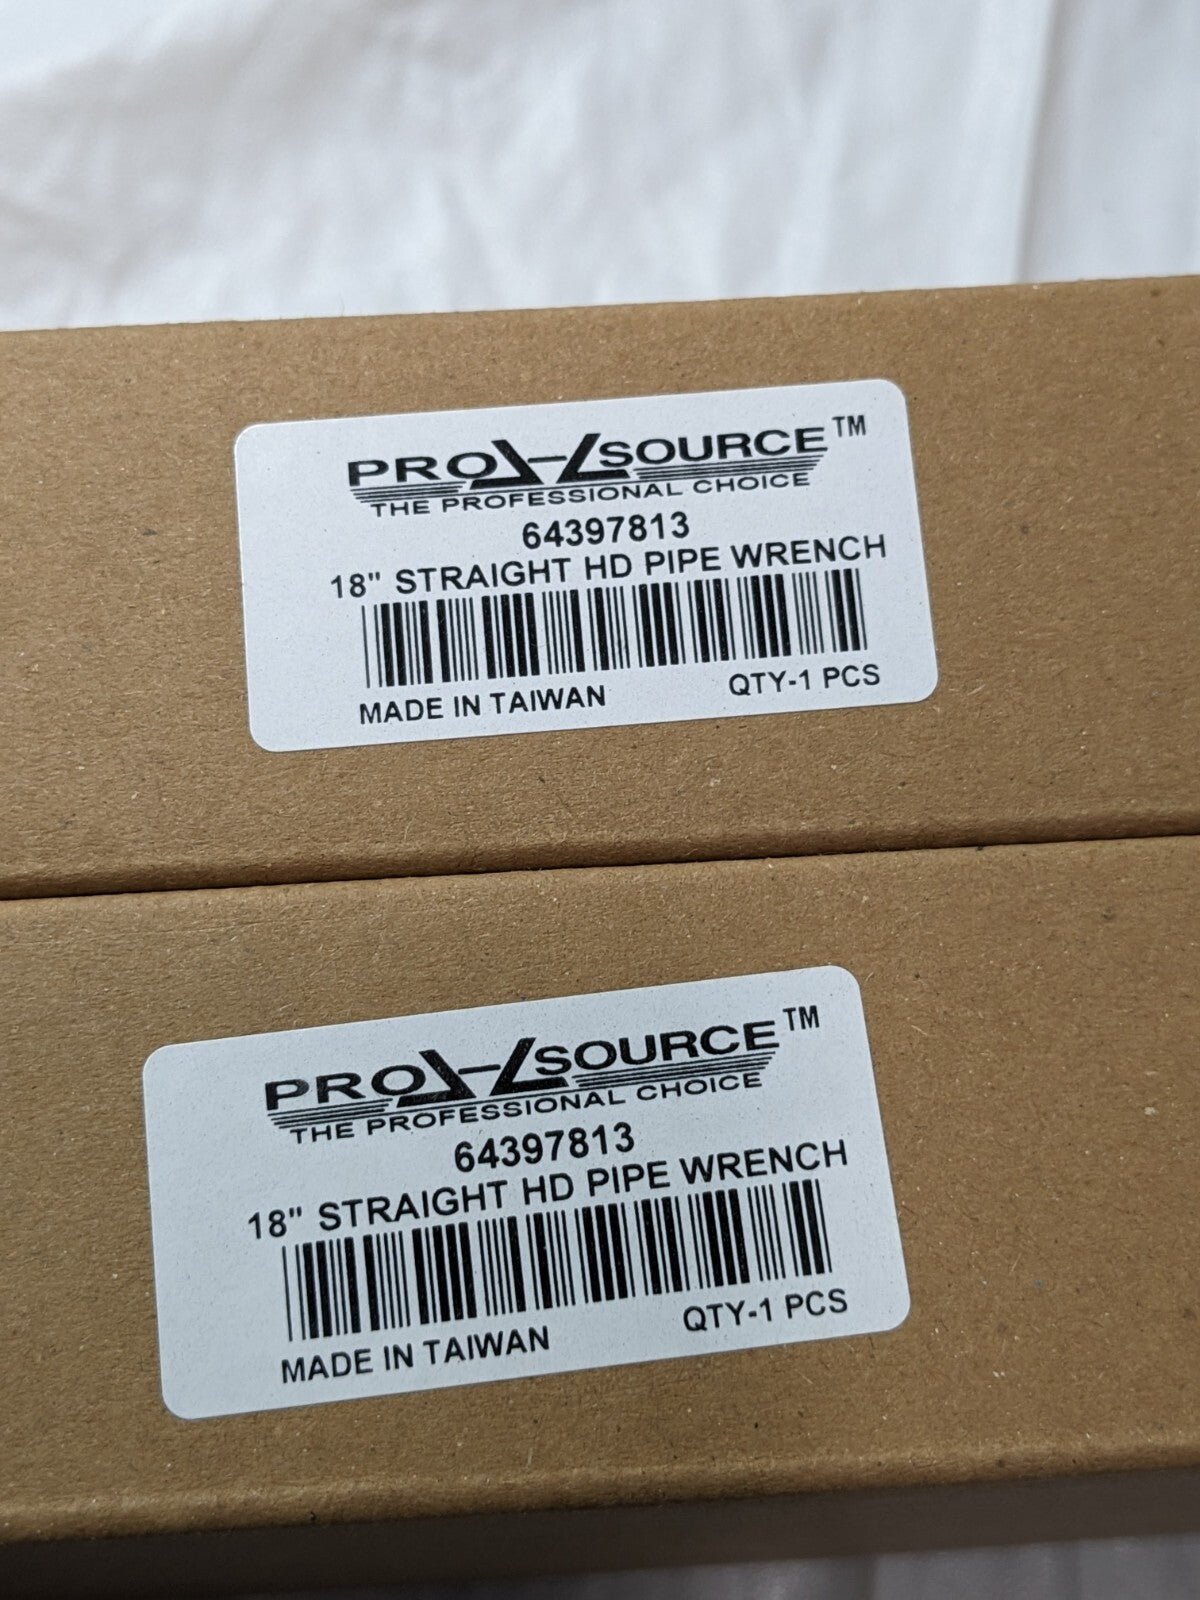 PRO SOURCE™
THE PROFESSIONAL CHOICE
64397813
18" STRAIGHT HD PIPE WRENCH
MADE IN TAIWAN QTY-1 PCS
PRO SOURCE™
THE PROFESSIONAL CHOICE
64397813
18" STRAIGHT HD PIPE WRENCH
MADE IN TAIWAN QTY-1 PCS